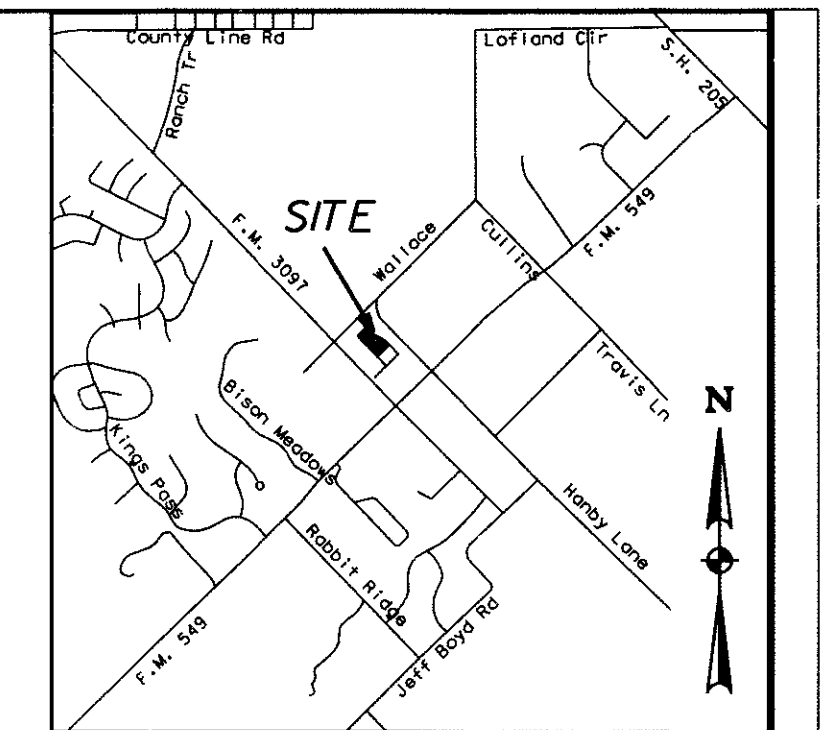 County Line Rd
Lofland Cir
S.H. 205
Ranch Tr
F.M. 549
F.M. 3097
SITE
Wallace
Cullins
Travis Ln
N
Bison Meadows
Kings Pass
Hanby Lane
Rabbit Ridge
Jeff Boyd Rd
F.M. 549